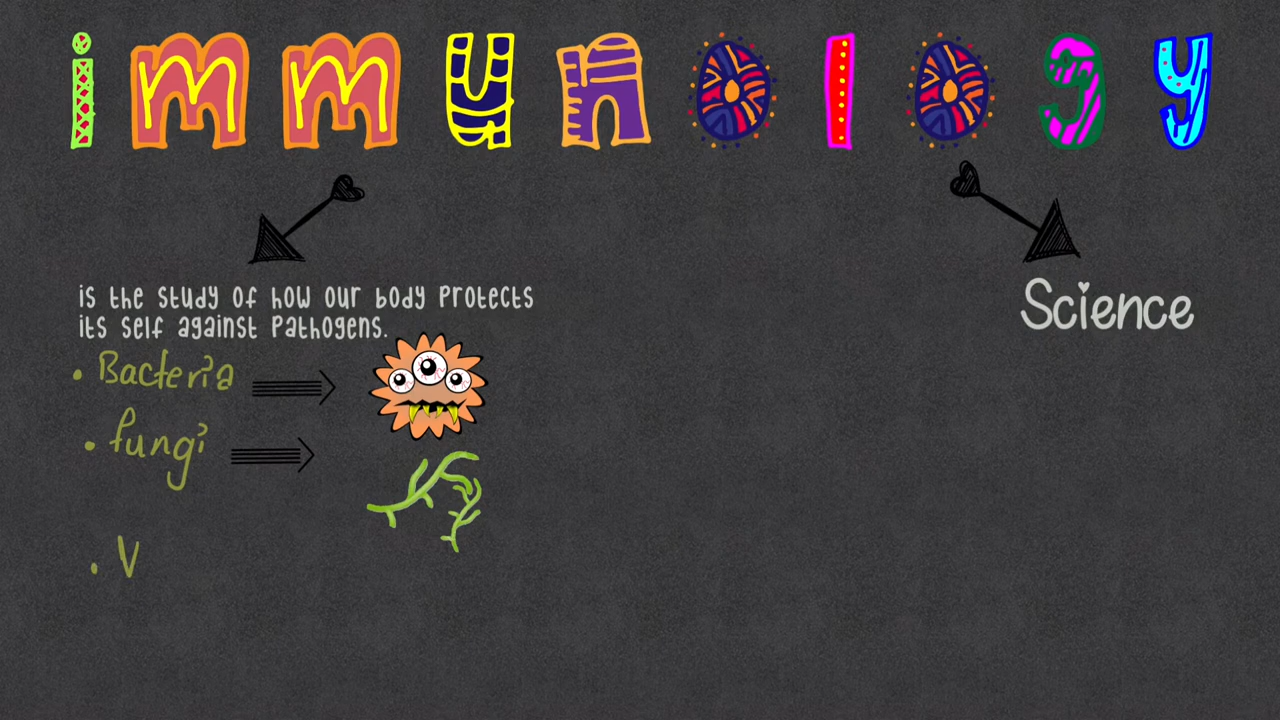 immunology
is the study of how our body Protects
its self against Pathogens.
Science
• Bacteria
• fungi
• V